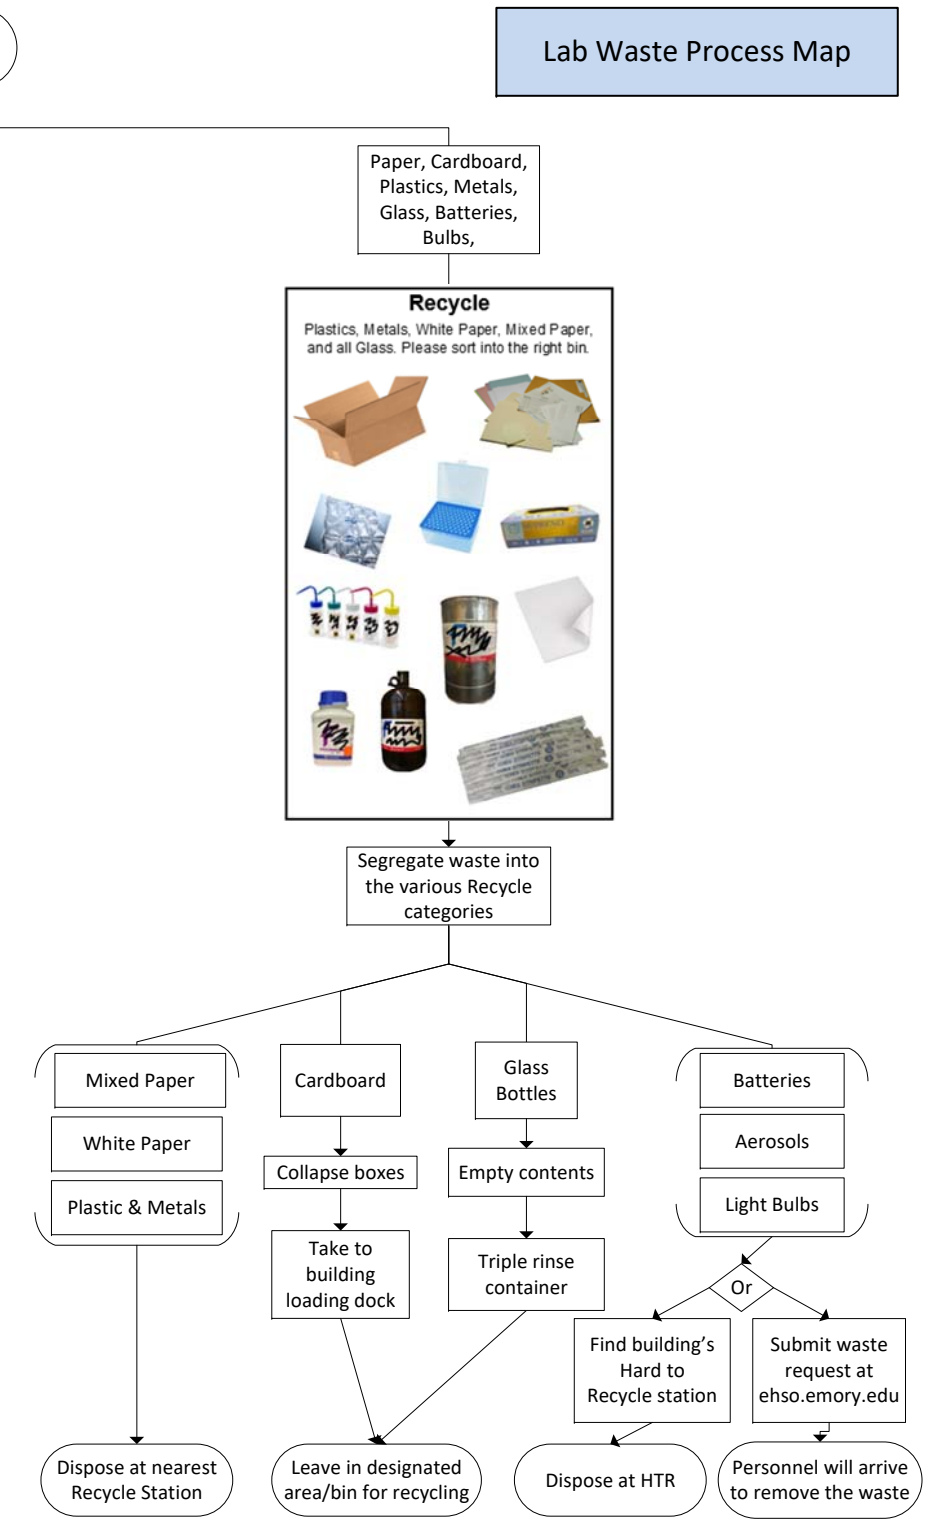 Lab Waste Process Map
Paper, Cardboard,
Plastics, Metals,
Glass, Batteries,
Bulbs,
Recycle
Plastics, Metals, White Paper, Mixed Paper,
and all Glass. Please sort into the right bin.
Segregate waste into
the various Recycle
categories
Mixed Paper
White Paper
Plastic & Metals
Cardboard
Glass
Bottles
Batteries
Aerosols
Light Bulbs
Collapse boxes
Empty contents
Take to
building
loading dock
Triple rinse
container
Or
Find building's
Hard to
Recycle station
Submit waste
request at
ehso.emory.edu
Dispose at nearest
Recycle Station
Leave in designated
area/bin for recycling
Dispose at HTR
Personnel will arrive
to remove the waste